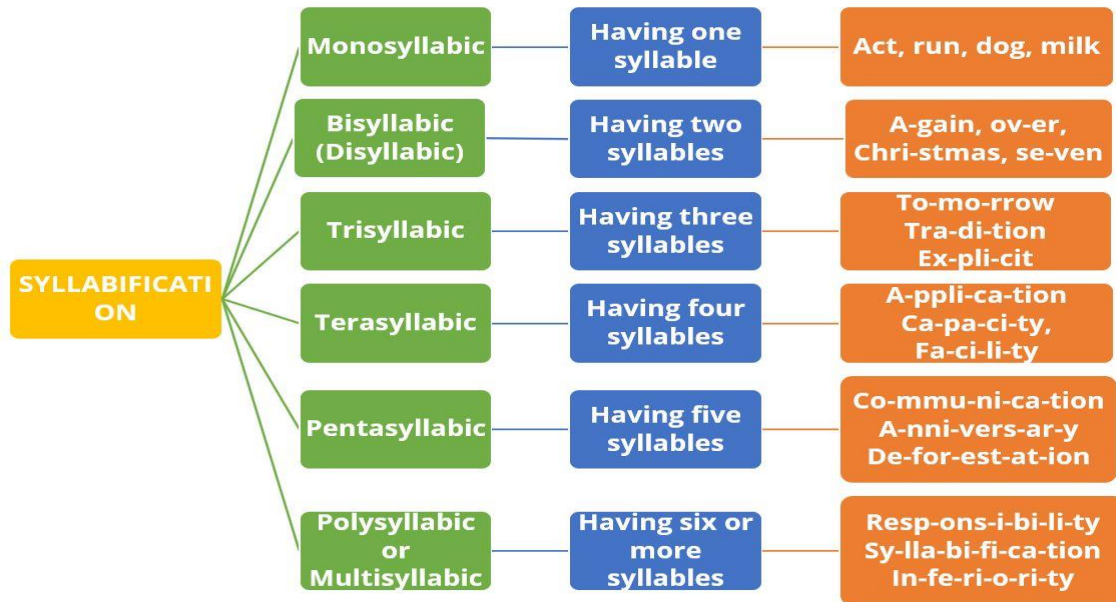 SYLLABIFICATI
ON
Monosyllabic
Having one
syllable
Act, run, dog, milk
Bisyllabic
(Disyllabic)
Having two
syllables
A-gain, ov-er,
Chri-stmas, se-ven
Trisyllabic
Having three
syllables
To-mo-rrow
Tra-di-tion
Ex-pli-cit
Terasyllabic
Having four
syllables
A-ppli-ca-tion
Ca-pa-ci-ty,
Fa-ci-li-ty
Pentasyllabic
Having five
syllables
Co-mmu-ni-ca-tion
A-nni-vers-ar-y
De-for-est-at-ion
Polysyllabic
or
Multisyllabic
Having six or
more
syllables
Resp-ons-i-bi-li-ty
Sy-lla-bi-fi-ca-tion
In-fe-ri-o-ri-ty